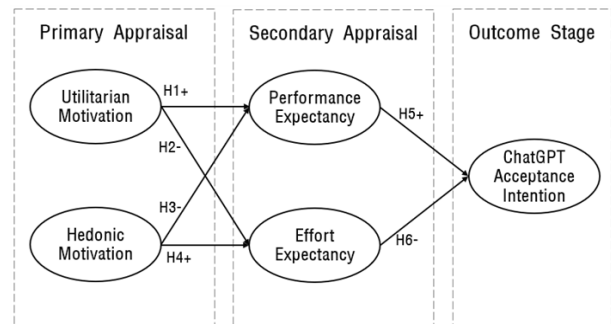 Primary Appraisal
Secondary Appraisal
Outcome Stage
Utilitarian
Motivation
H1+
H2-
Performance
Expectancy
H5+
ChatGPT
Acceptance
Intention
H3-
H4+
Hedonic
Motivation
Effort
Expectancy
H6-